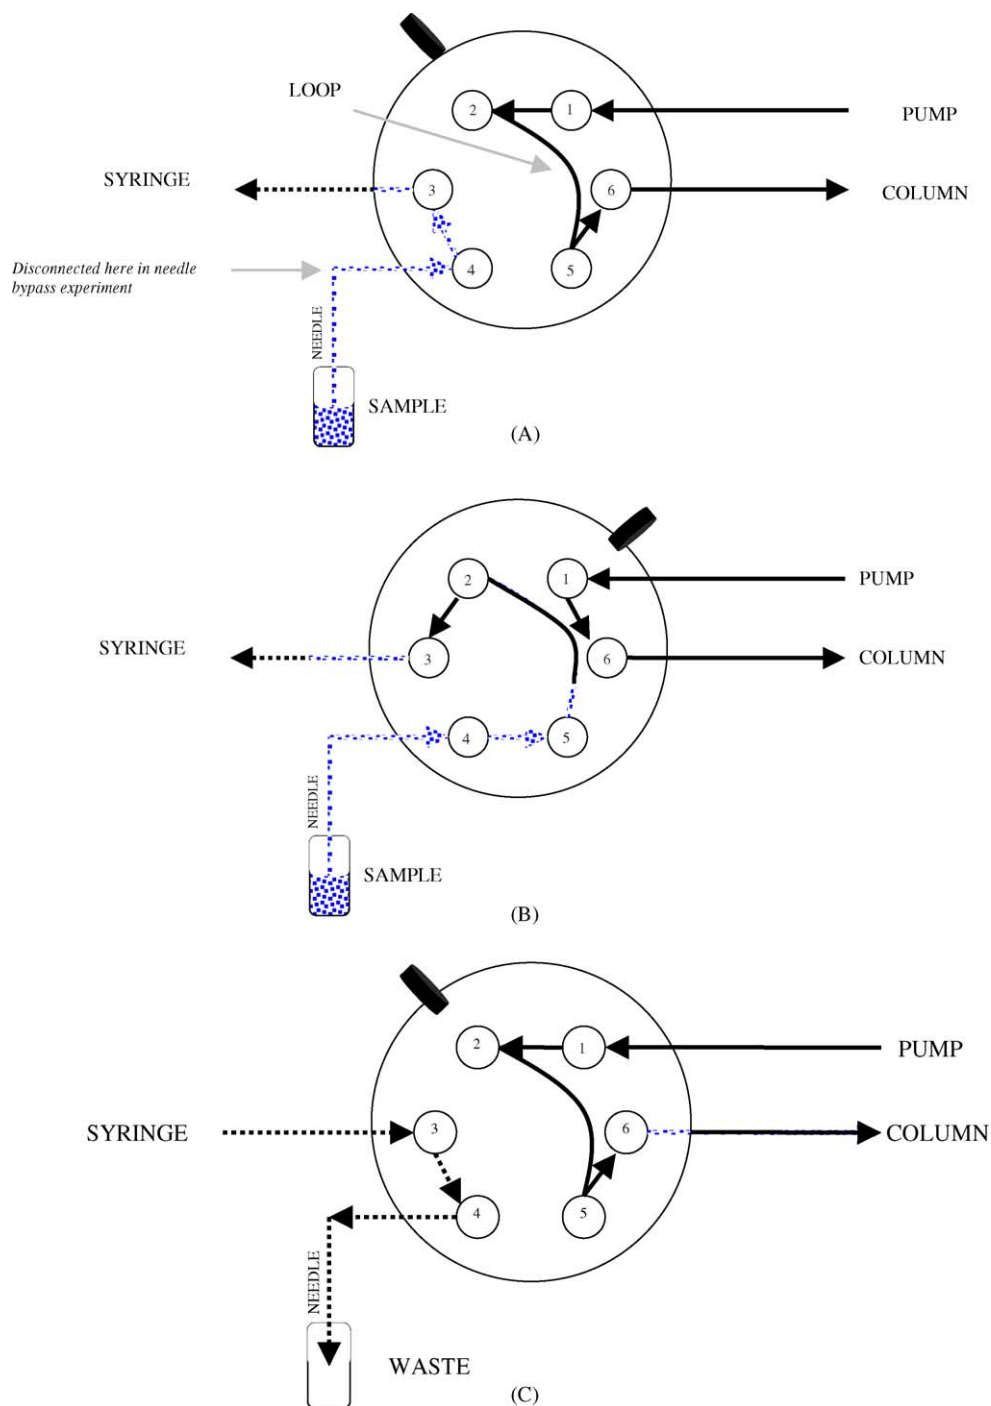 LOOP
2
1
PUMP
SYRINGE
3
6
COLUMN
Disconnected here in needle
bypass experiment
4
5
NEEDLE
SAMPLE
(A)
2
1
PUMP
SYRINGE
3
6
COLUMN
4
5
NEEDLE
SAMPLE
(B)
2
1
PUMP
SYRINGE
3
6
COLUMN
4
5
NEEDLE
WASTE
(C)